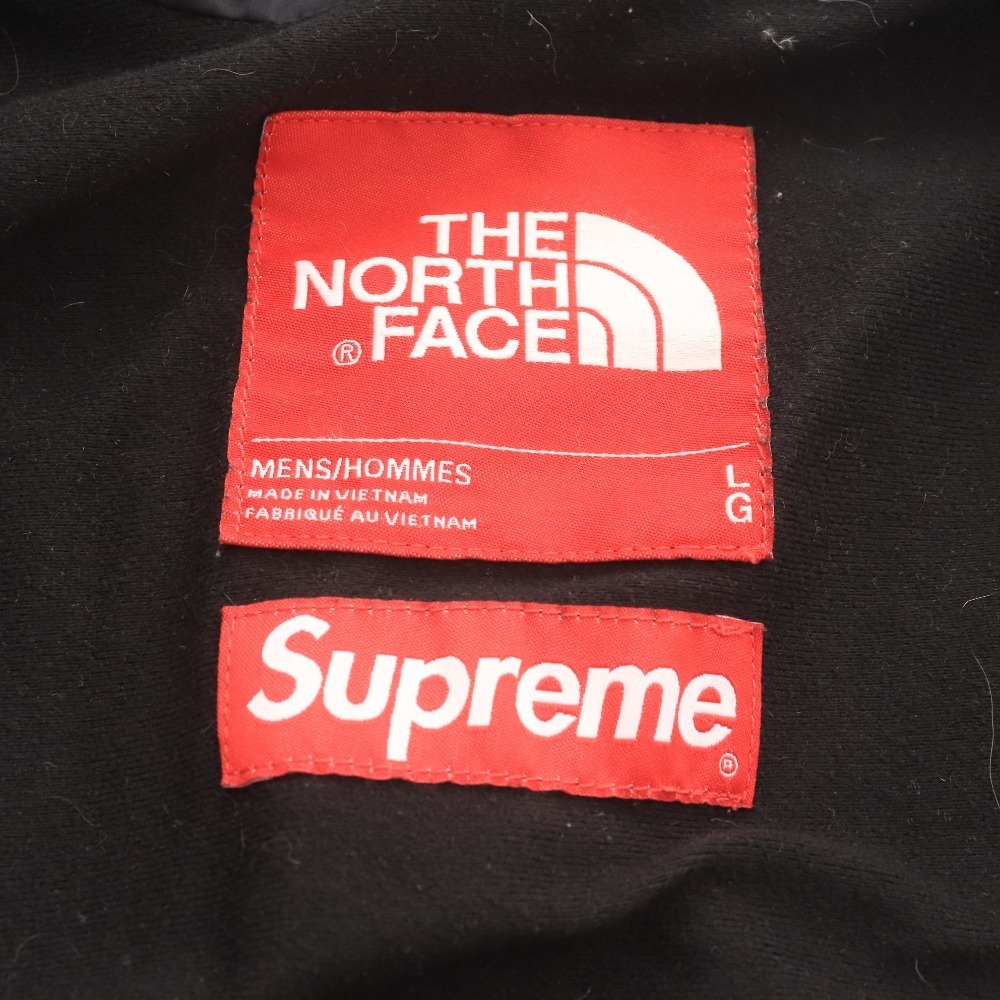 THE
NORTH
® FACE
MENS/HOMMES L
MADE IN VIETNAM
FABRIQUÉ AU VIETNAM G
Supreme
®